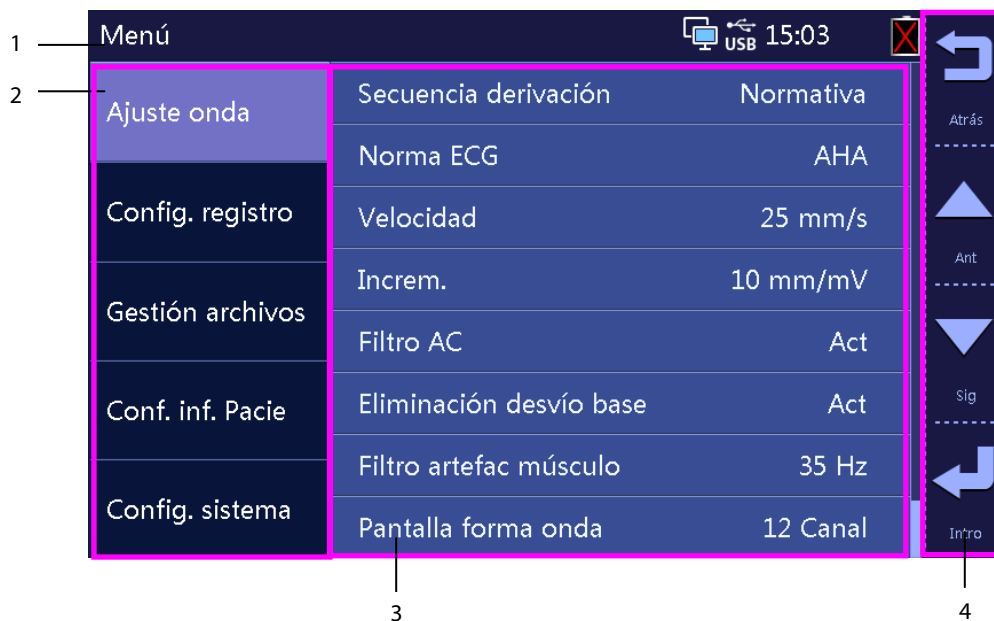 Menú USB 15:03
1
2
Ajuste onda
Config. registro
Gestión archivos
Conf. inf. Pacie
Config. sistema
Secuencia derivación Normativa
Norma ECG AHA
Velocidad 25 mm/s
Increm. 10 mm/mV
Filtro AC Act
Eliminación desvío base Act
Filtro artefac músculo 35 Hz
Pantalla forma onda 12 Canal
Atrás
Ant
Sig
Intro
3
4